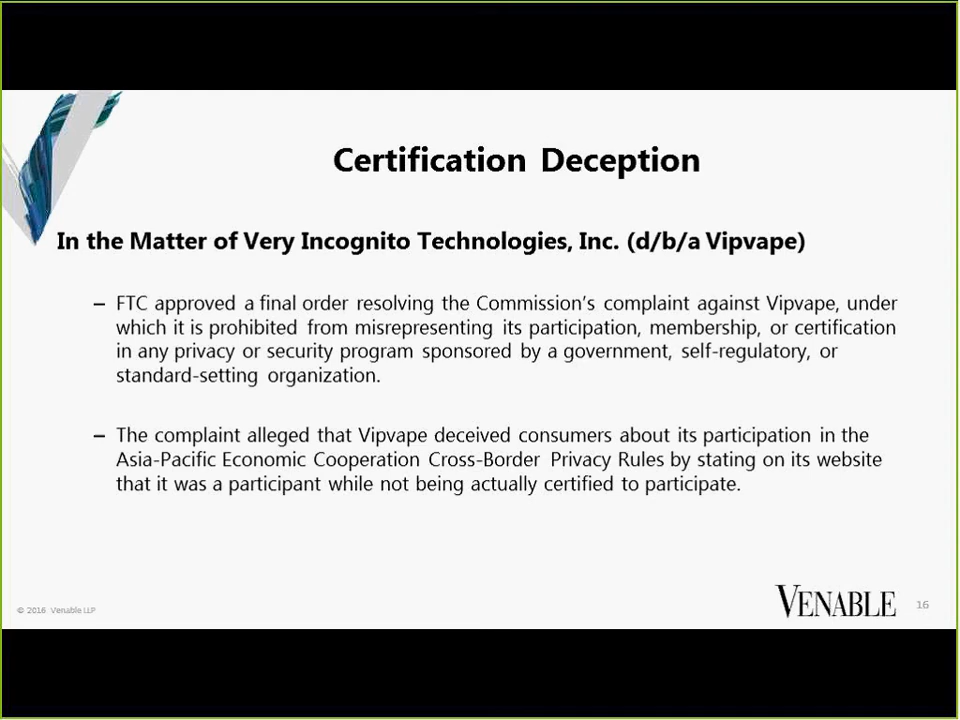 Certification Deception
In the Matter of Very Incognito Technologies, Inc. (d/b/a Vipvape)
– FTC approved a final order resolving the Commission's complaint against Vipvape, under
which it is prohibited from misrepresenting its participation, membership, or certification
in any privacy or security program sponsored by a government, self-regulatory, or
standard-setting organization.
– The complaint alleged that Vipvape deceived consumers about its participation in the
Asia-Pacific Economic Cooperation Cross-Border Privacy Rules by stating on its website
that it was a participant while not being actually certified to participate.
© 2016 Venable LLP
VENABLE 16